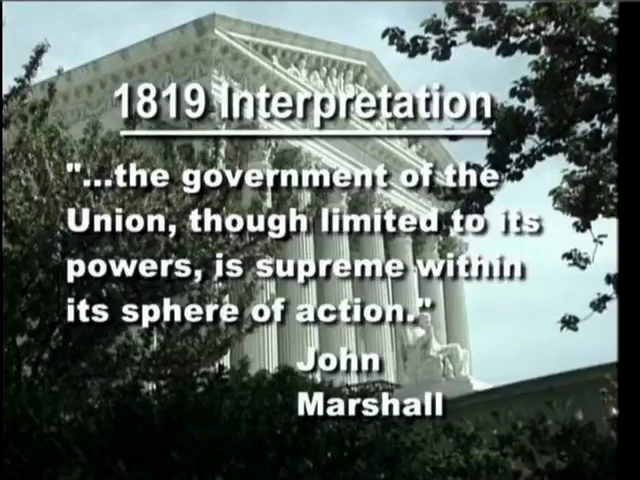 1819 Interpretation
"...the government of the
Union, though limited to its
powers, is supreme within
its sphere of action."
John
Marshall